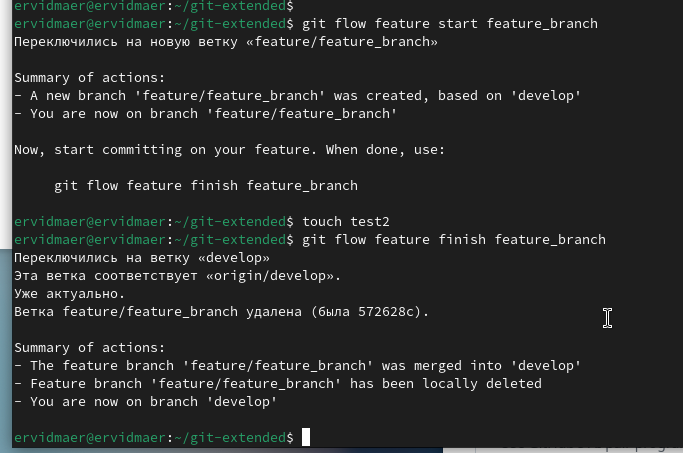 ervidmaer@ervidmaer:~/git-extended$
ervidmaer@ervidmaer:~/git-extended$ git flow feature start feature_branch
Переключились на новую ветку «feature/feature_branch»
Summary of actions:
- A new branch 'feature/feature_branch' was created, based on 'develop'
- You are now on branch 'feature/feature_branch'
Now, start committing on your feature. When done, use:
git flow feature finish feature_branch
ervidmaer@ervidmaer:~/git-extended$ touch test2
ervidmaer@ervidmaer:~/git-extended$ git flow feature finish feature_branch
Переключились на ветку «develop»
Эта ветка соответствует «origin/develop».
Уже актуально.
Ветка feature/feature_branch удалена (была 572628c).
Summary of actions:
- The feature branch 'feature/feature_branch' was merged into 'develop'
- Feature branch 'feature/feature_branch' has been locally deleted
- You are now on branch 'develop'
ervidmaer@ervidmaer:~/git-extended$